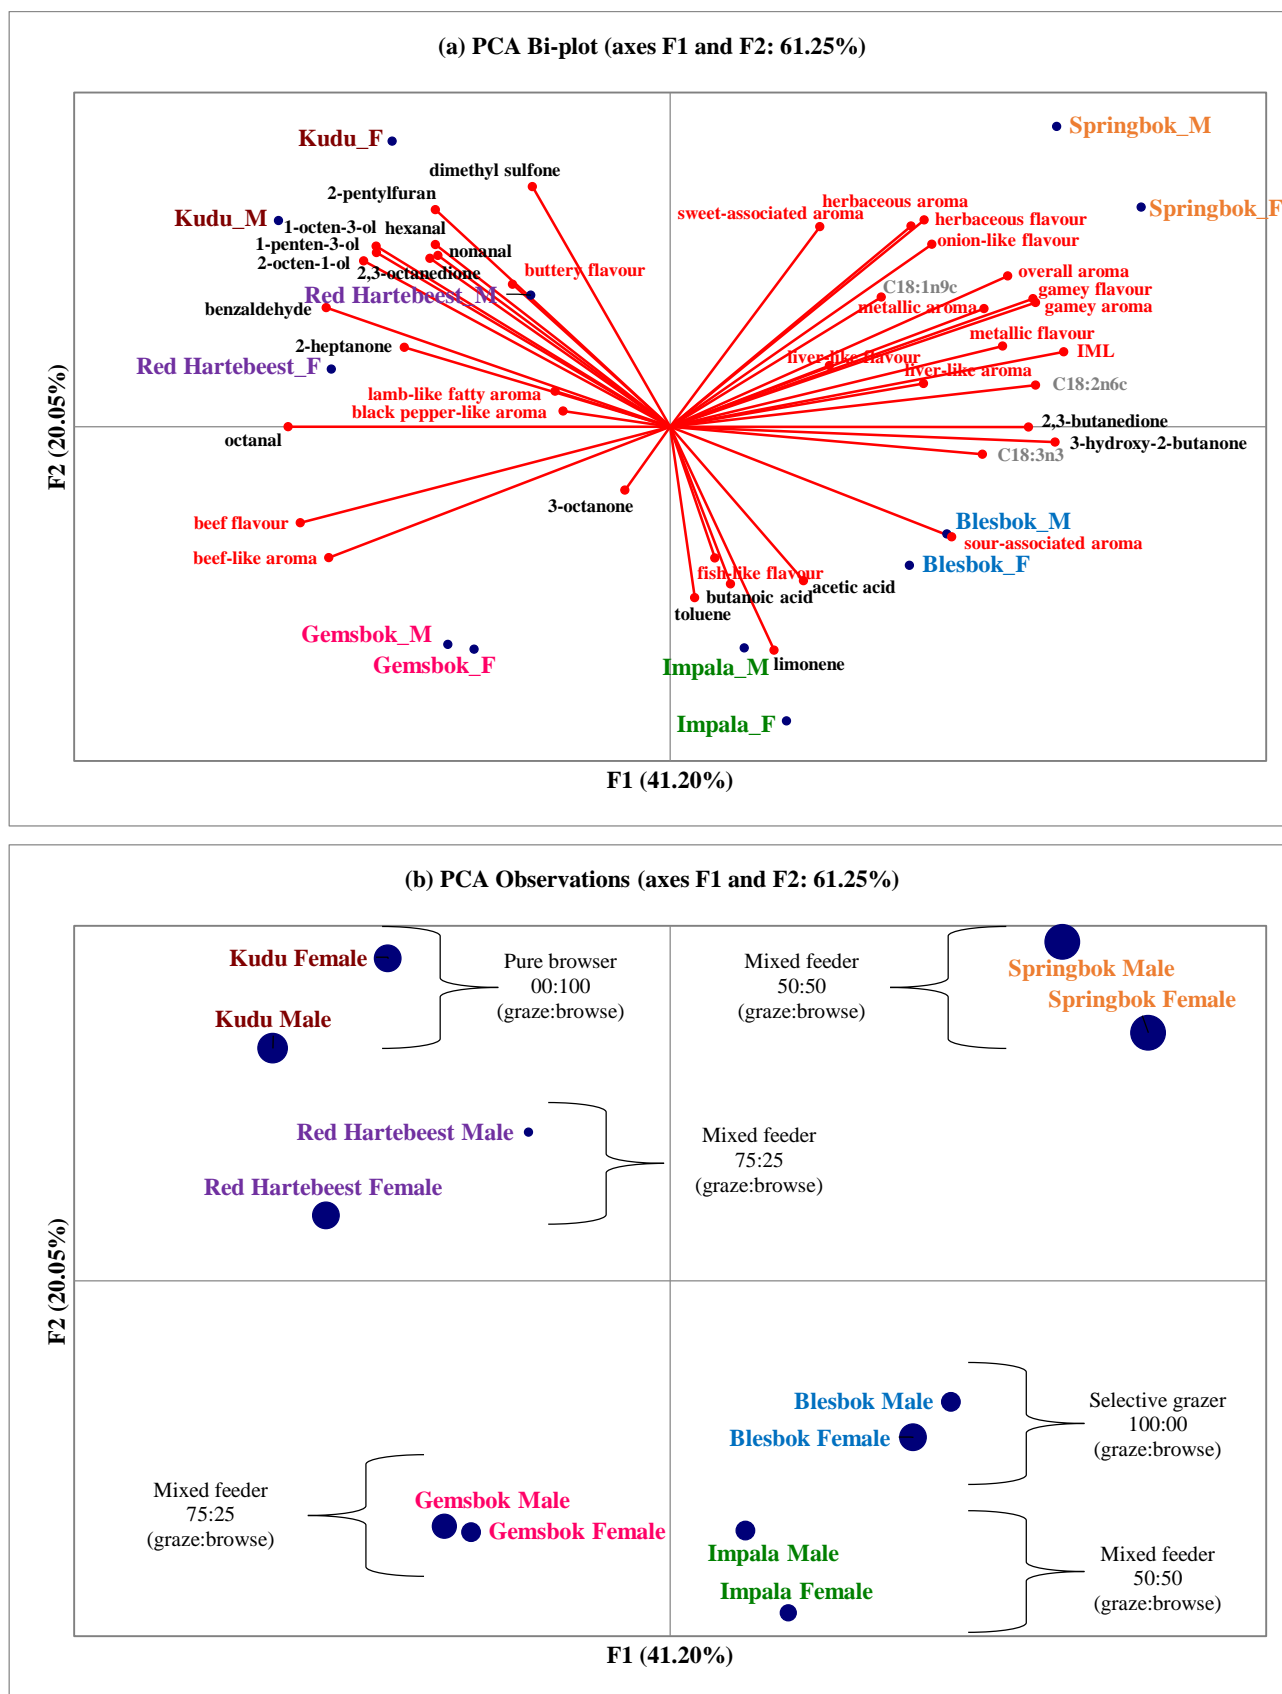 (a) PCA Bi-plot (axes F1 and F2: 61.25%)
Springbok_M
Kudu_F
dimethyl sulfone
2-pentylfuran
herbaceous aroma
Springbok_F
Kudu_M
sweet-associated aroma
herbaceous flavour
1-octen-3-ol
hexanal
onion-like flavour
1-penten-3-ol
nonanal
2-octen-1-ol
2,3-octanedione
buttery flavour
overall aroma
C18:1n9c
gamey flavour
Red Hartebeest_M
benzaldehyde
metallic aroma
gamey aroma
metallic flavour
2-heptanone
liver-like flavour
IML
Red Hartebeest_F
liver-like aroma
lamb-like fatty aroma
C18:2n6c
black pepper-like aroma
2,3-butanedione
octanal
3-hydroxy-2-butanone
C18:3n3
3-octanone
beef flavour
Blesbok_M
sour-associated aroma
beef-like aroma
Blesbok_F
fish-like flavour
acetic acid
butanoic acid
toluene
Gemsbok_M
Gemsbok_F
Impala_M
limonene
Impala_F
F2 (20.05%)
F1 (41.20%)
(b) PCA Observations (axes F1 and F2: 61.25%)
Kudu Female
Pure browser
00:100
(graze:browse)
Mixed feeder
50:50
(graze:browse)
Springbok Male
Springbok Female
Kudu Male
Red Hartebeest Male
Mixed feeder
75:25
(graze:browse)
Red Hartebeest Female
Blesbok Male
Blesbok Female
Selective grazer
100:00
(graze:browse)
Mixed feeder
75:25
(graze:browse)
Gemsbok Male
Gemsbok Female
Impala Male
Impala Female
Mixed feeder
50:50
(graze:browse)
F2 (20.05%)
F1 (41.20%)